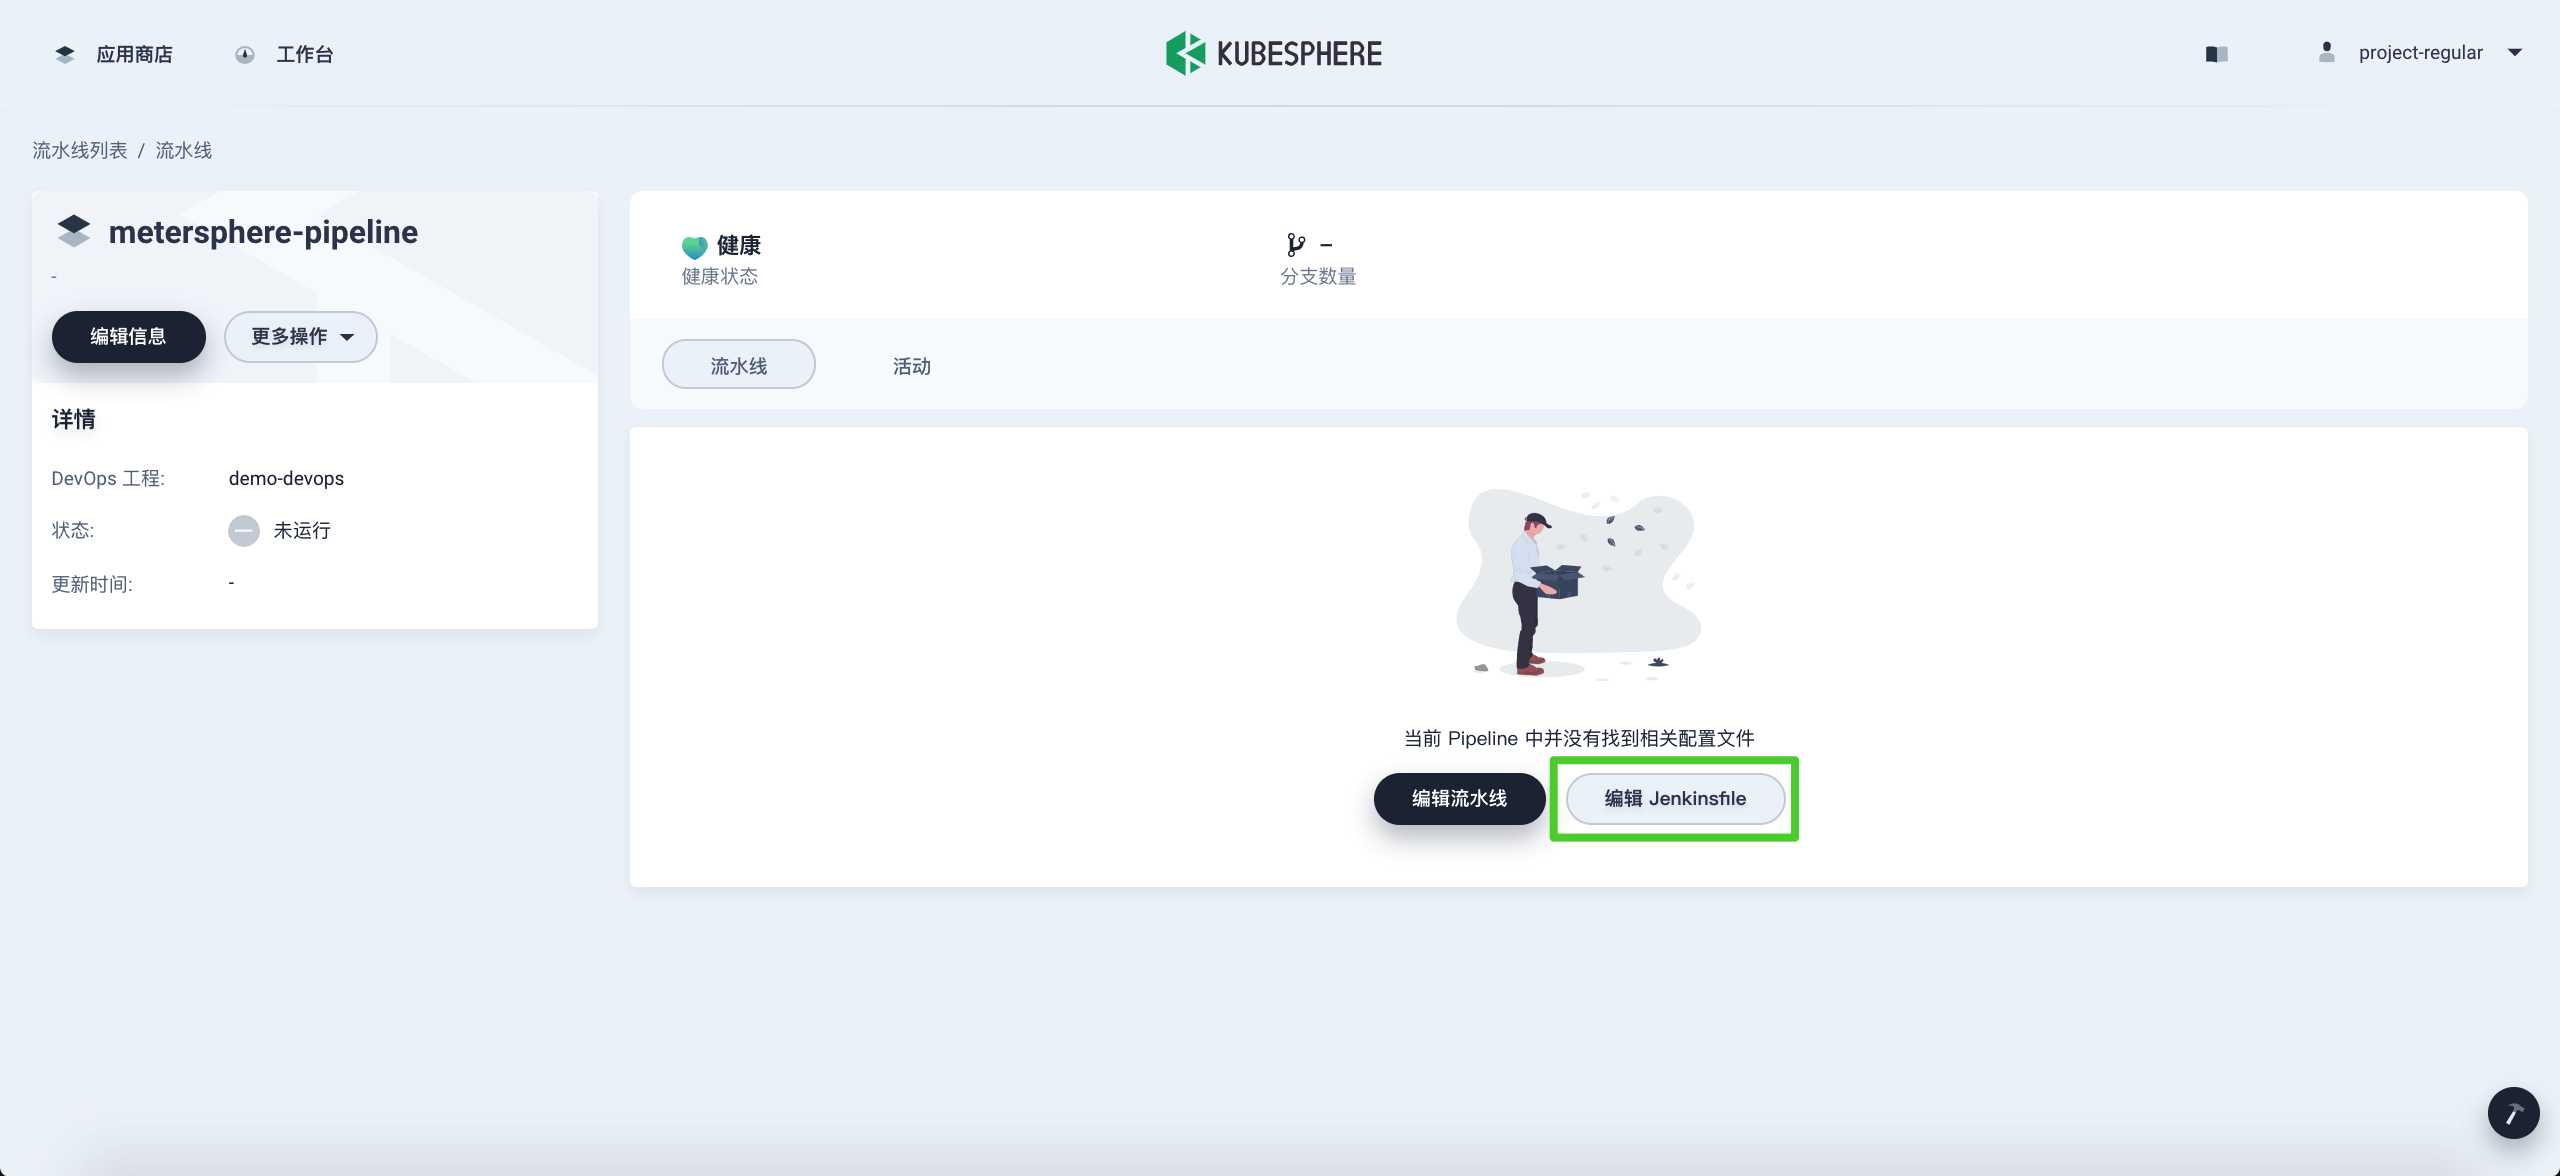 应用商店 工作台 KUBESPHERE project-regular
流水线列表 / 流水线
metersphere-pipeline
-
编辑信息 更多操作
详情
DevOps 工程: demo-devops
状态: 未运行
更新时间: -
健康
健康状态
–
分支数量
流水线 活动
当前 Pipeline 中并没有找到相关配置文件
编辑流水线 编辑 Jenkinsfile